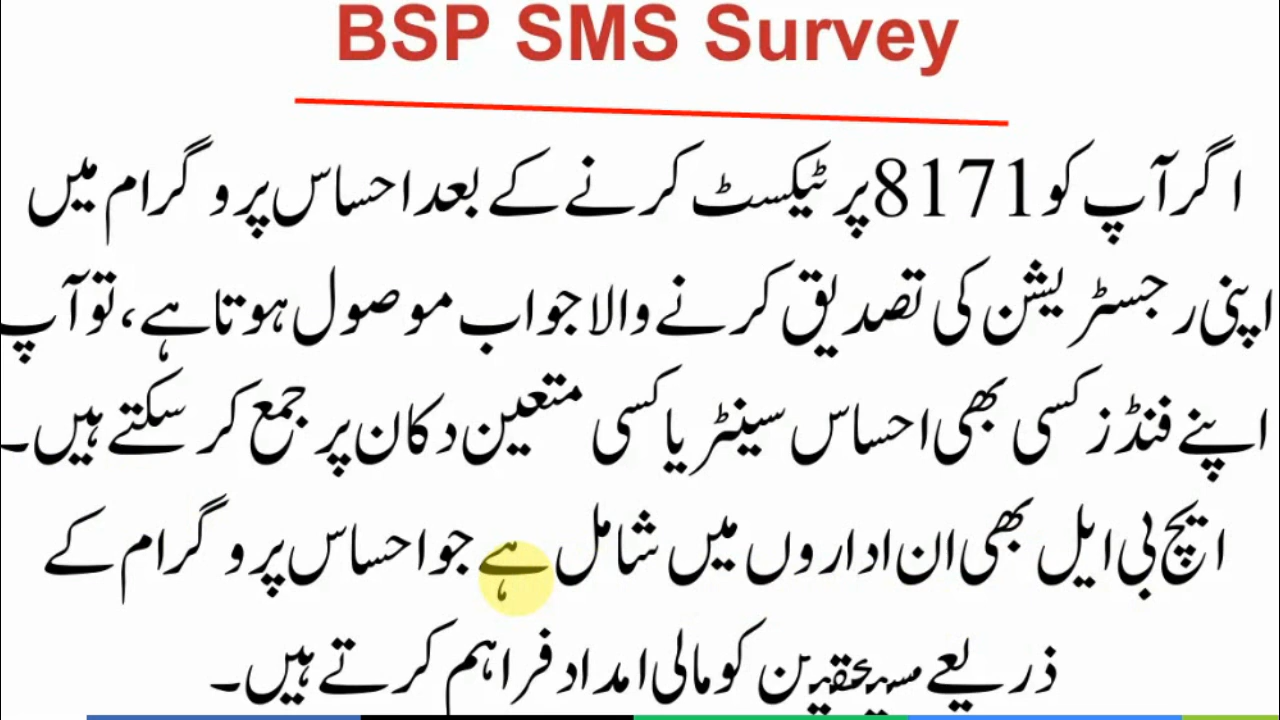 BSP SMS Survey
اگر آپ کو 8171 پر ٹیکسٹ کرنے کے بعد احساس پروگرام میں
اپنی رجسٹریشن کی تصدیق کرنے والا جواب موصول ہوتا ہے، تو آپ
اپنے فنڈز کسی بھی احساس سینٹر یا کسی متعین دکان پر جمع کر سکتے ہیں۔
ایچ بی ایل بھی ان اداروں میں شامل ہے جو احساس پروگرام کے
ذریعے مستحقین کو مالی امداد فراہم کرتے ہیں۔